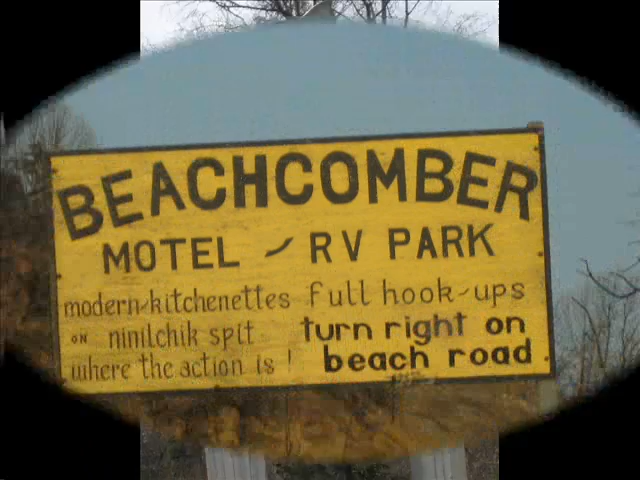 BEACHCOMBER
MOTEL - RV PARK
modern-kitchenettes full hook-ups
on ninilchik spit turn right on
where the action is! beach road